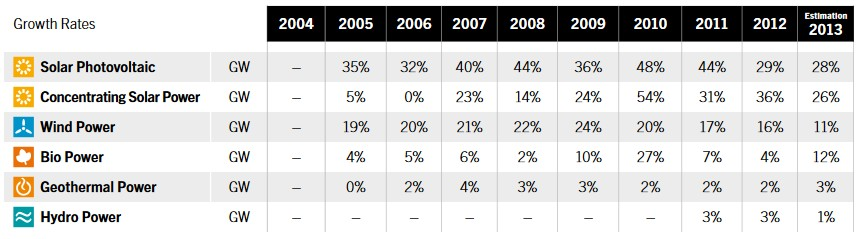 Growth Rates 2004 2005 2006 2007 2008 2009 2010 2011 2012 Estimation 2013
Solar Photovoltaic GW – 35% 32% 40% 44% 36% 48% 44% 29% 28%
Concentrating Solar Power GW – 5% 0% 23% 14% 24% 54% 31% 36% 26%
Wind Power GW – 19% 20% 21% 22% 24% 20% 17% 16% 11%
Bio Power GW – 4% 5% 6% 2% 10% 27% 7% 4% 12%
Geothermal Power GW – 0% 2% 4% 3% 3% 2% 2% 2% 3%
Hydro Power GW – – – – – – – 3% 3% 1%